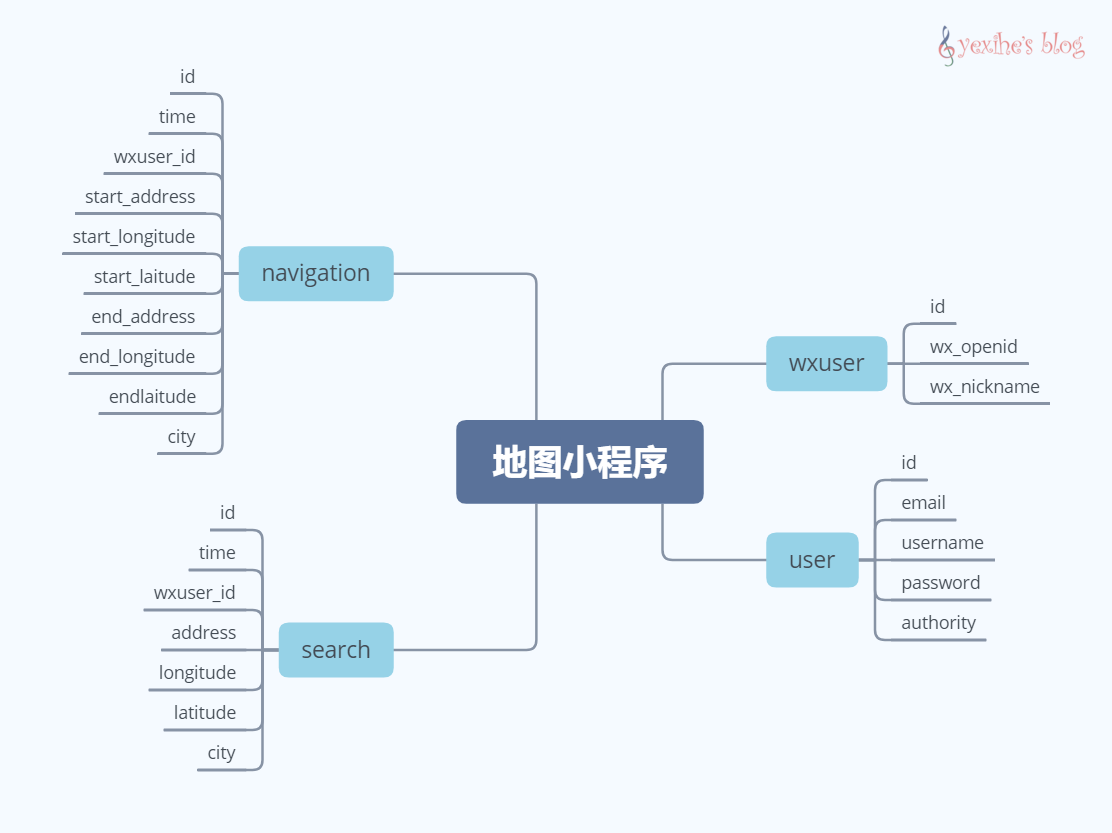 yexihe's blog
id
time
wxuser_id
start_address
start_longitude
start_laitude
end_address
end_longitude
endlaitude
city
navigation
id
time
wxuser_id
address
longitude
latitude
city
search
地图小程序
wxuser
id
wx_openid
wx_nickname
user
id
email
username
password
authority